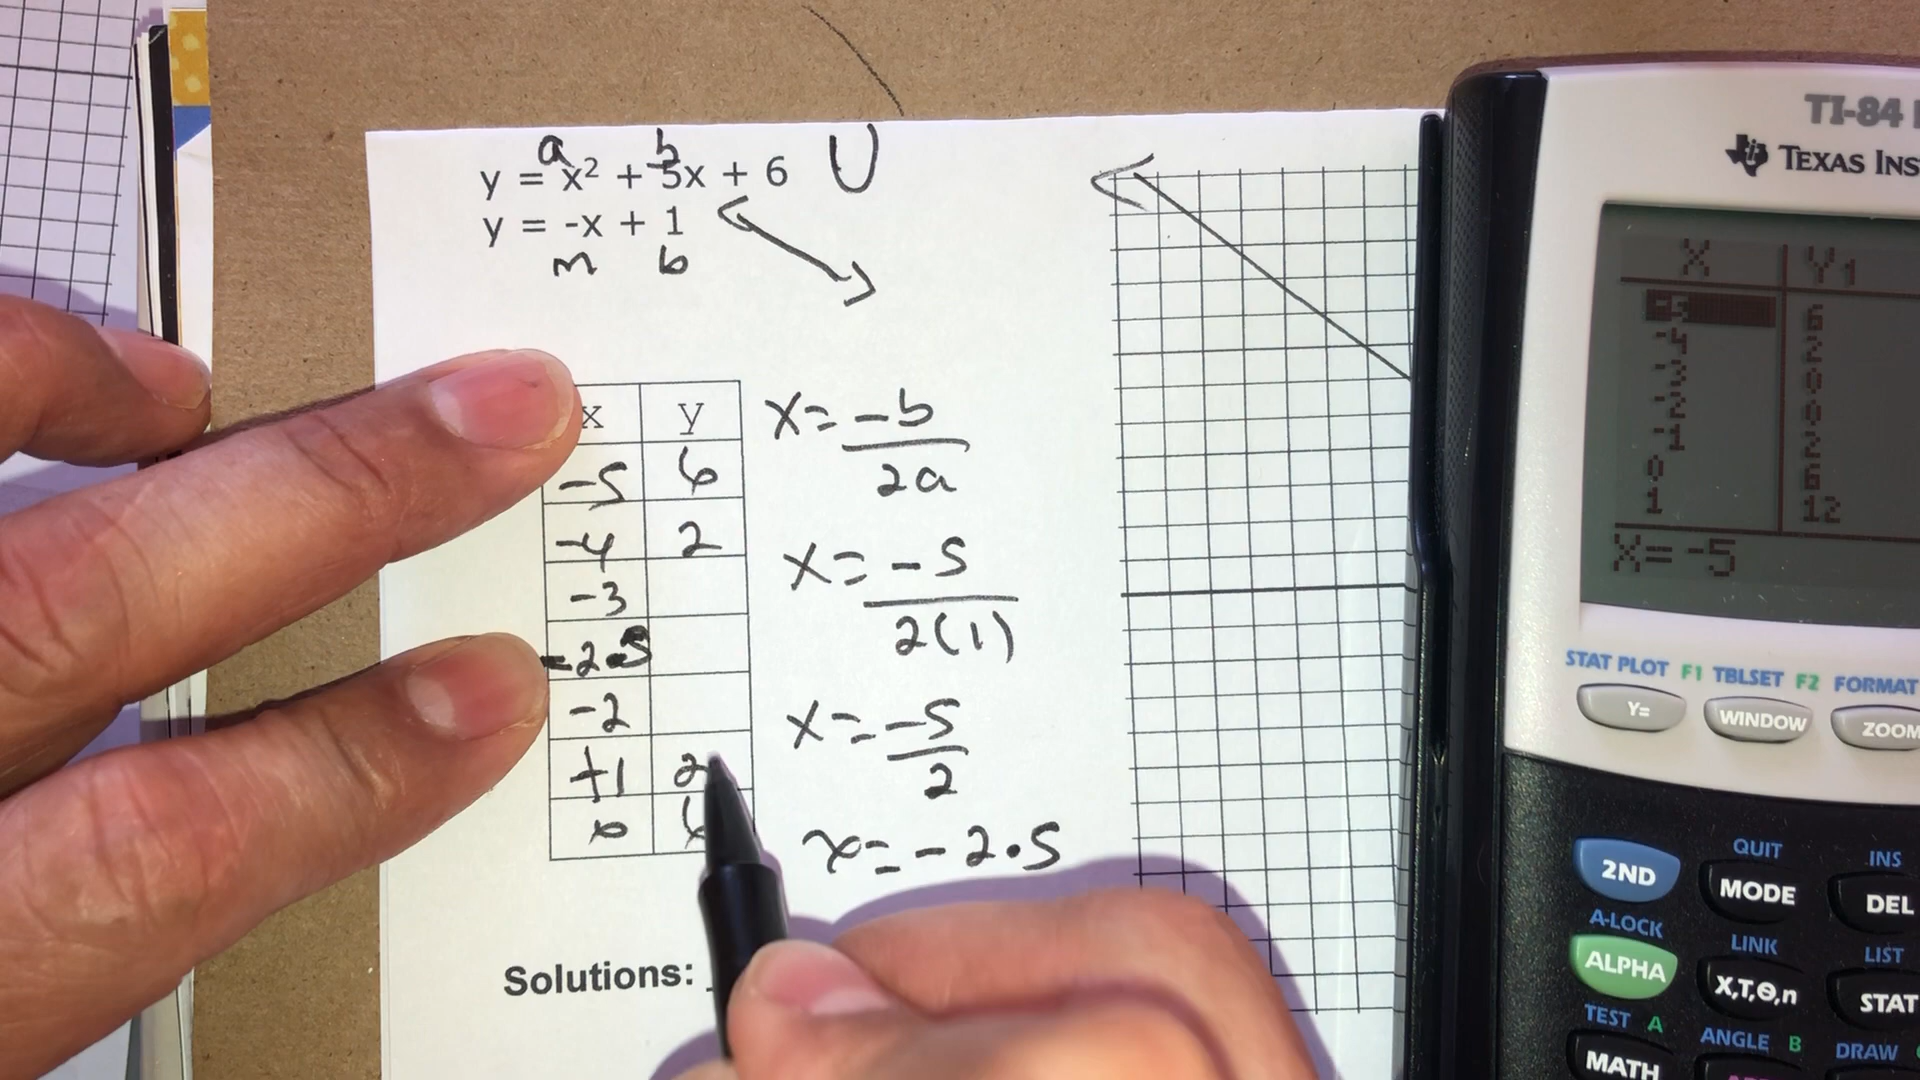 a b
y = x² + 5x + 6 U
y = -x + 1
m b
x y
-5 6
-4 2
-3
-2.5
-2
+1 2
0 6
x = -b
2a
x = -5
2(1)
x = -5
2
x = -2.5
Solutions:
TI-84
TEXAS INS
X Y1
-5 6
-4 2
-3 0
-2 0
-1 2
0 6
1 12
X=-5
STAT PLOT F1 TBLSET F2 FORMAT
Y= WINDOW ZOOM
QUIT INS
2ND MODE DEL
A-LOCK LINK LIST
ALPHA X,T,Θ,n STAT
TEST A ANGLE B DRAW
MATH